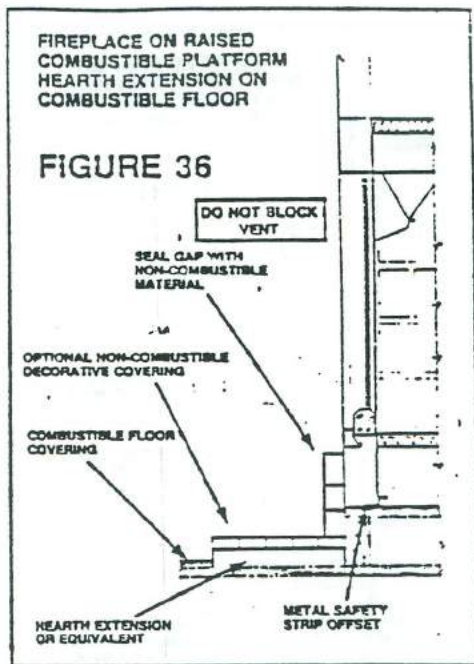 FIREPLACE ON RAISED
COMBUSTIBLE PLATFORM
HEARTH EXTENSION ON
COMBUSTIBLE FLOOR
FIGURE 36
DO NOT BLOCK
VENT
SEAL GAP WITH
NON-COMBUSTIBLE
MATERIAL
OPTIONAL NON-COMBUSTIBLE
DECORATIVE COVERING
COMBUSTIBLE FLOOR
COVERING
HEARTH EXTENSION
OR EQUIVALENT
METAL SAFETY
STRIP OFFSET